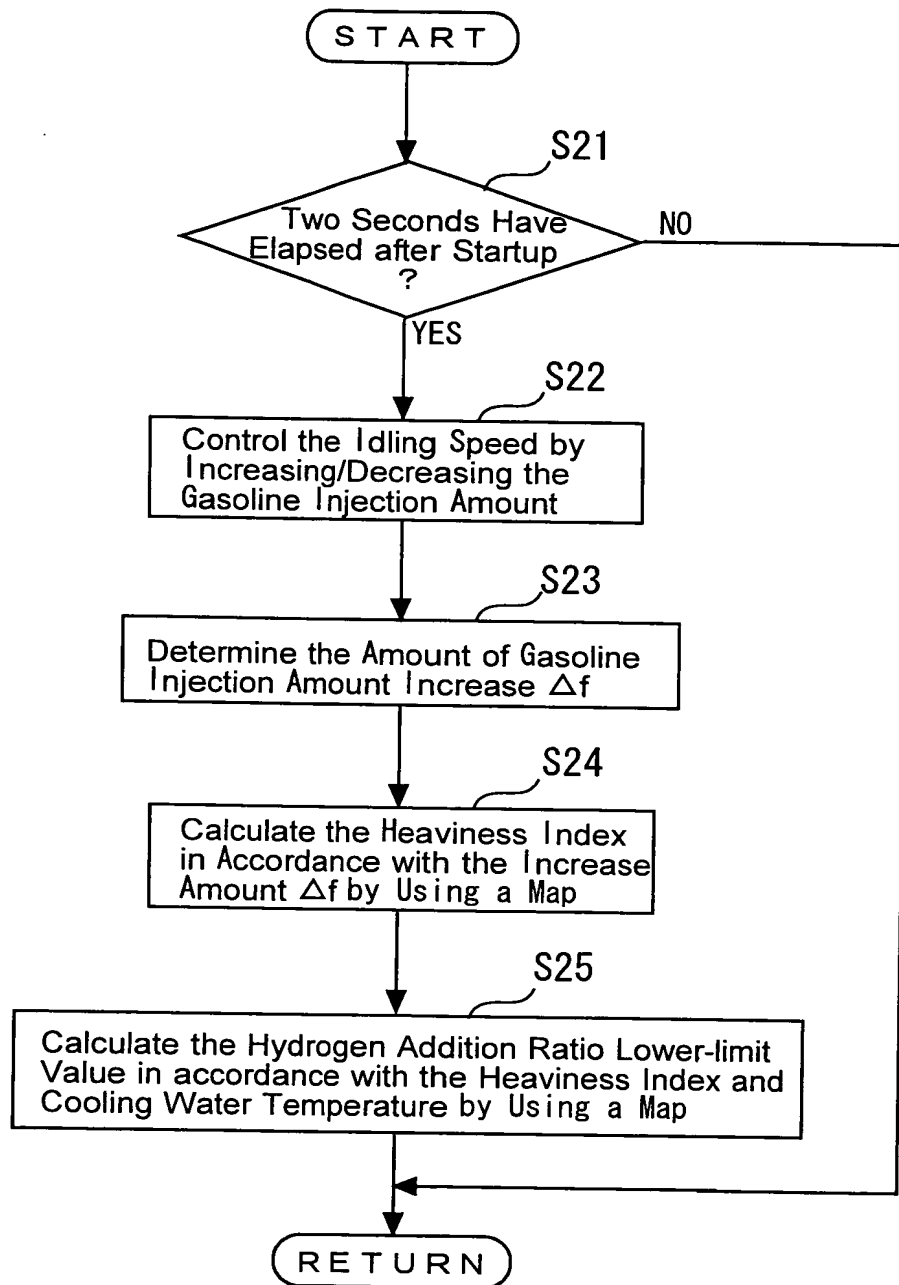 START
S21
Two Seconds Have
Elapsed after Startup
?
NO
YES
S22
Control the Idling Speed by
Increasing/Decreasing the
Gasoline Injection Amount
S23
Determine the Amount of Gasoline
Injection Amount Increase △f
S24
Calculate the Heaviness Index
in Accordance with the Increase
Amount △f by Using a Map
S25
Calculate the Hydrogen Addition Ratio Lower-limit
Value in accordance with the Heaviness Index and
Cooling Water Temperature by Using a Map
RETURN